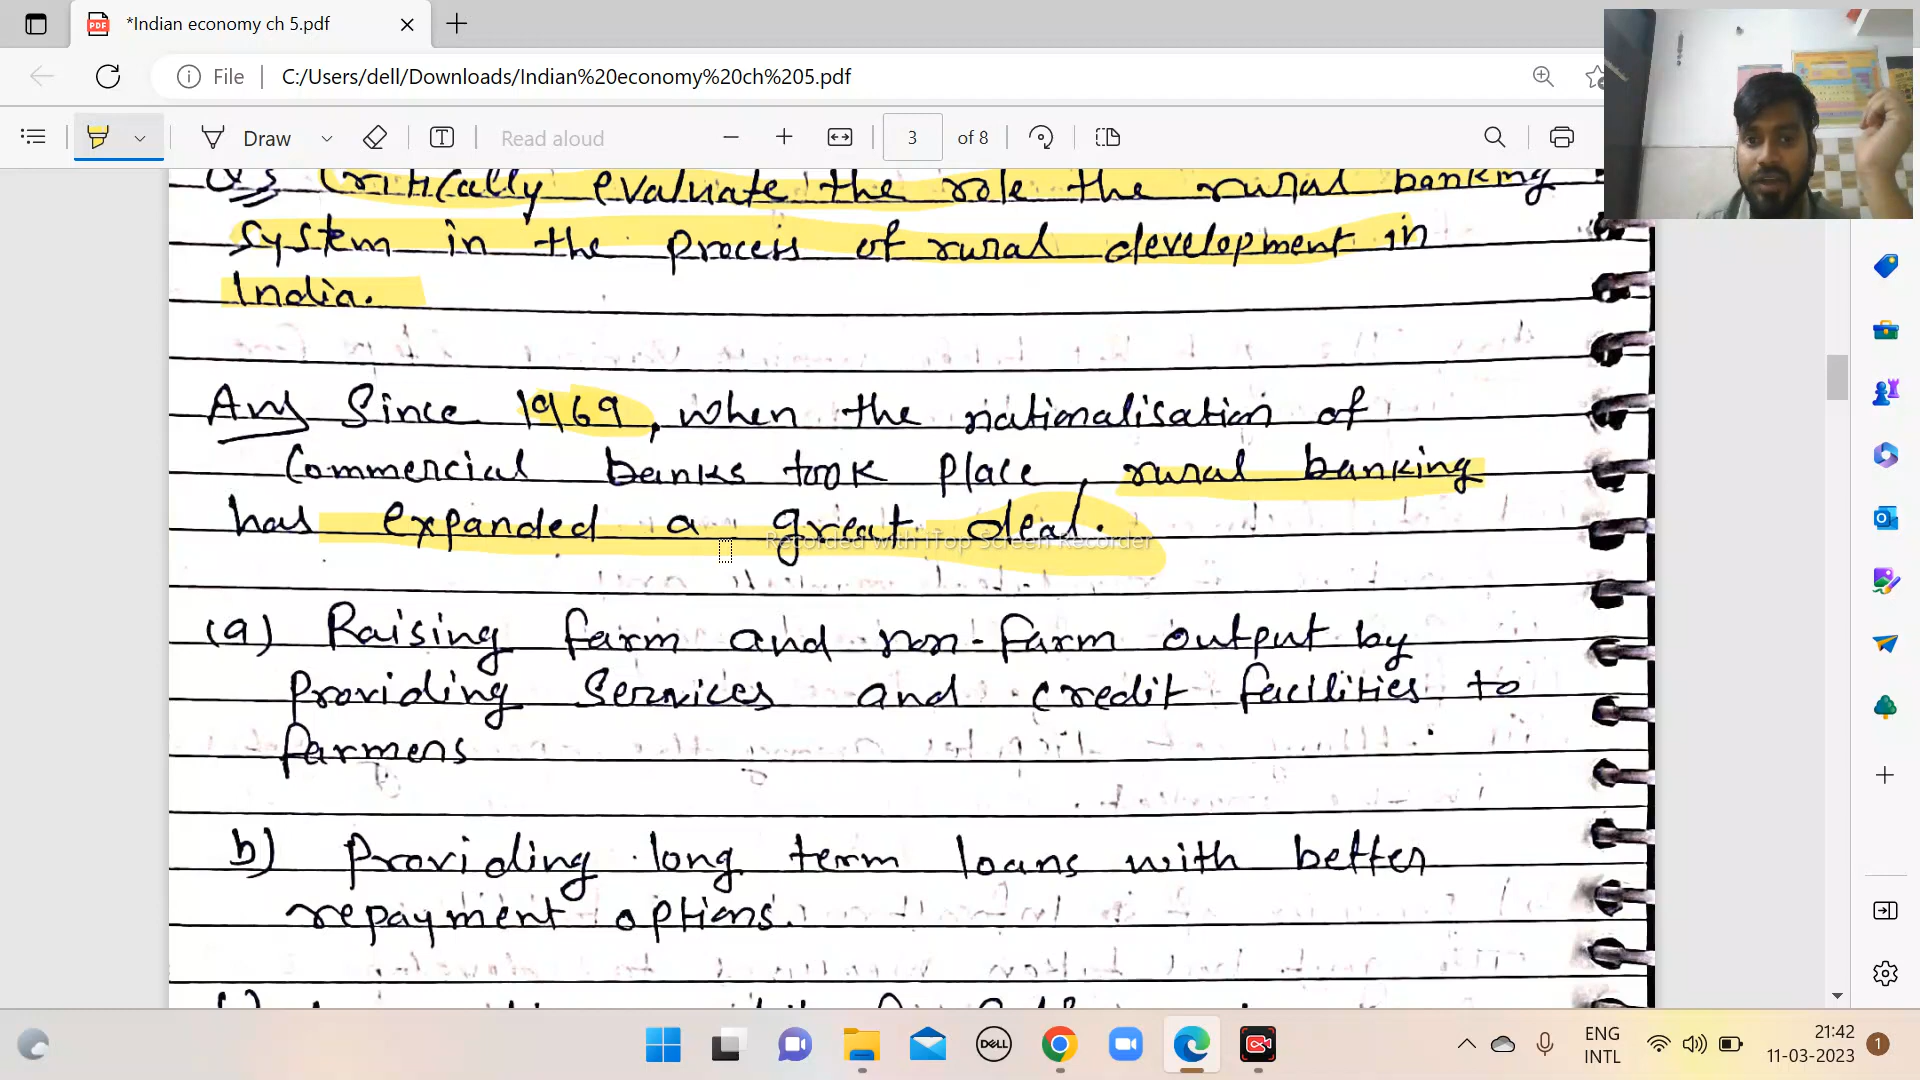 *Indian economy ch 5.pdf
File
C:/Users/dell/Downloads/Indian%20economy%20ch%205.pdf
Draw
Read aloud
3 of 8
Q3 Critically evaluate the role the rural banking
system in the process of rural development in
India.
Ans Since 1969, when the nationalisation of
Commercial banks took place, rural banking
has expanded a great deal.
Recorded with iTop Screen Recorder
(a) Raising farm and non-farm output by
Providing Services and credit facilities to
farmers
b) Providing long term loans with better
repayment options.
DELL
ENG
INTL
21:42
11-03-2023
1